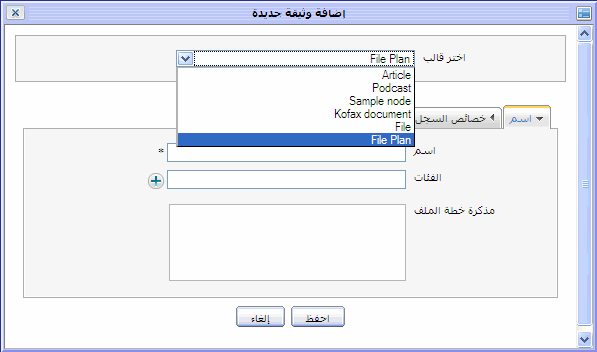 إضافة وثيقة جديدة
اختر قالب
File Plan
Article
Podcast
Sample node
Kofax document
File
File Plan
اسم
خصائص السجل
اسم *
الفئات
مذكرة خطة الملف
احفظ
إلغاء